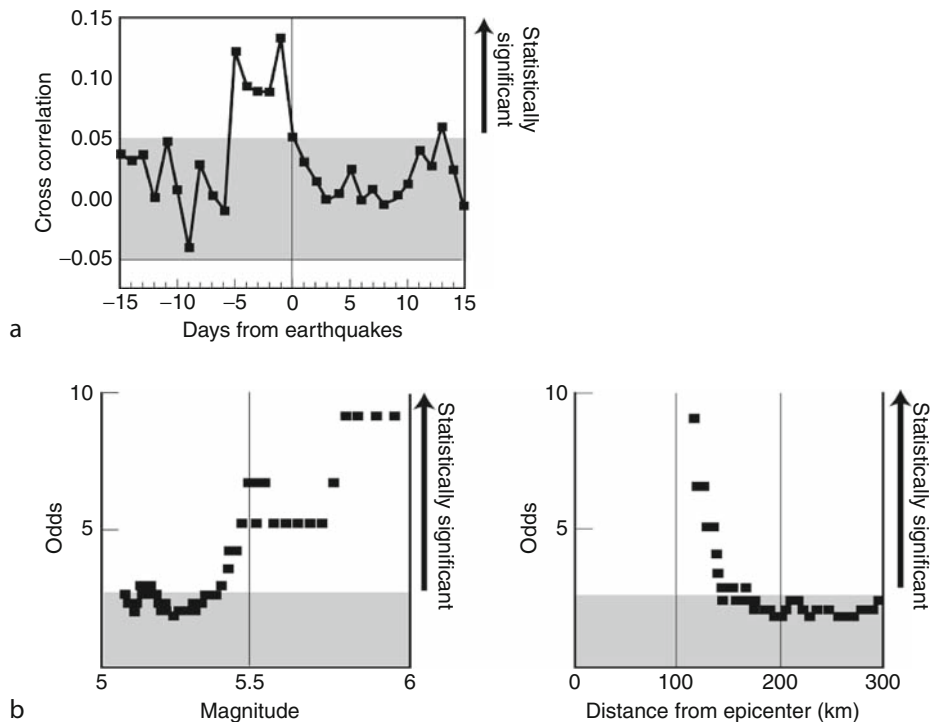 0.15
0.10
0.05
0.00
–0.05
Cross correlation
–15 –10 –5 0 5 10 15
Days from earthquakes
Statistically
significant
a
10
5
Odds
5 5.5 6
Magnitude
Statistically significant
10
5
Opps
0 100 200 300
Distance from epicenter (km)
Statistically significant
b